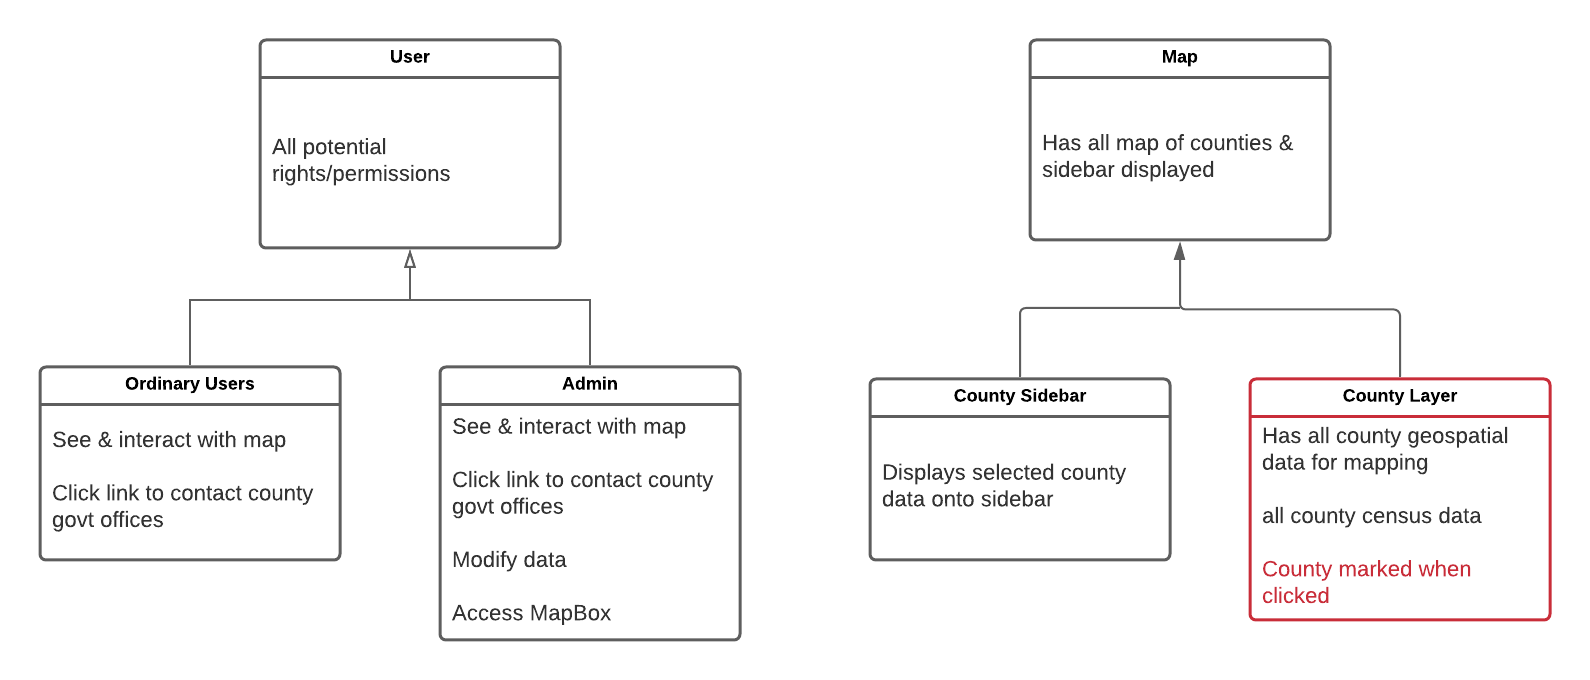 User
All potential
rights/permissions
Map
Has all map of counties &
sidebar displayed
Ordinary Users
See & interact with map
Click link to contact county
govt offices
Admin
See & interact with map
Click link to contact county
govt offices
Modify data
Access MapBox
County Sidebar
Displays selected county
data onto sidebar
County Layer
Has all county geospatial
data for mapping
all county census data
County marked when
clicked